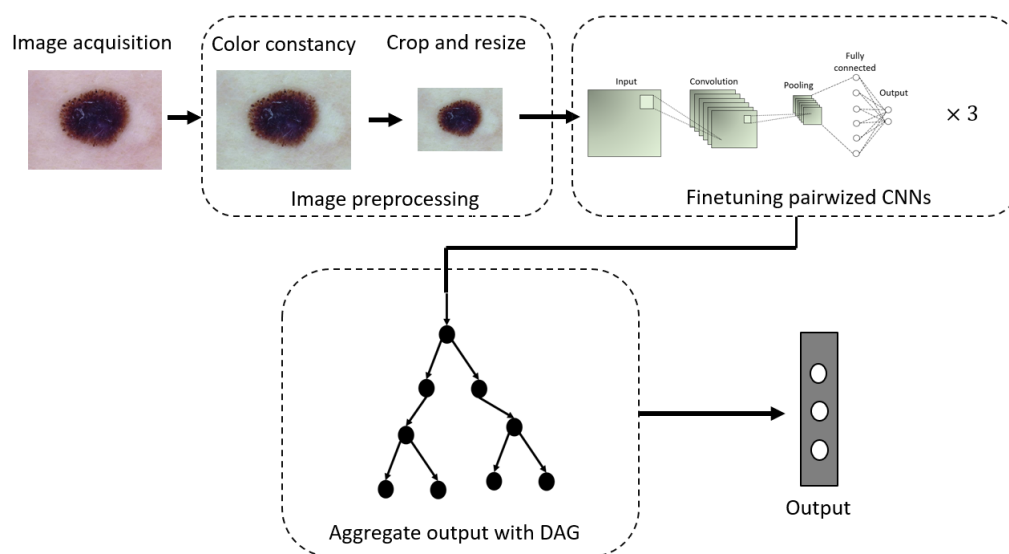 Image acquisition
Color constancy
Crop and resize
Image preprocessing
Input
Convolution
Pooling
Fully
connected
Output
× 3
Finetuning pairwized CNNs
Aggregate output with DAG
Output